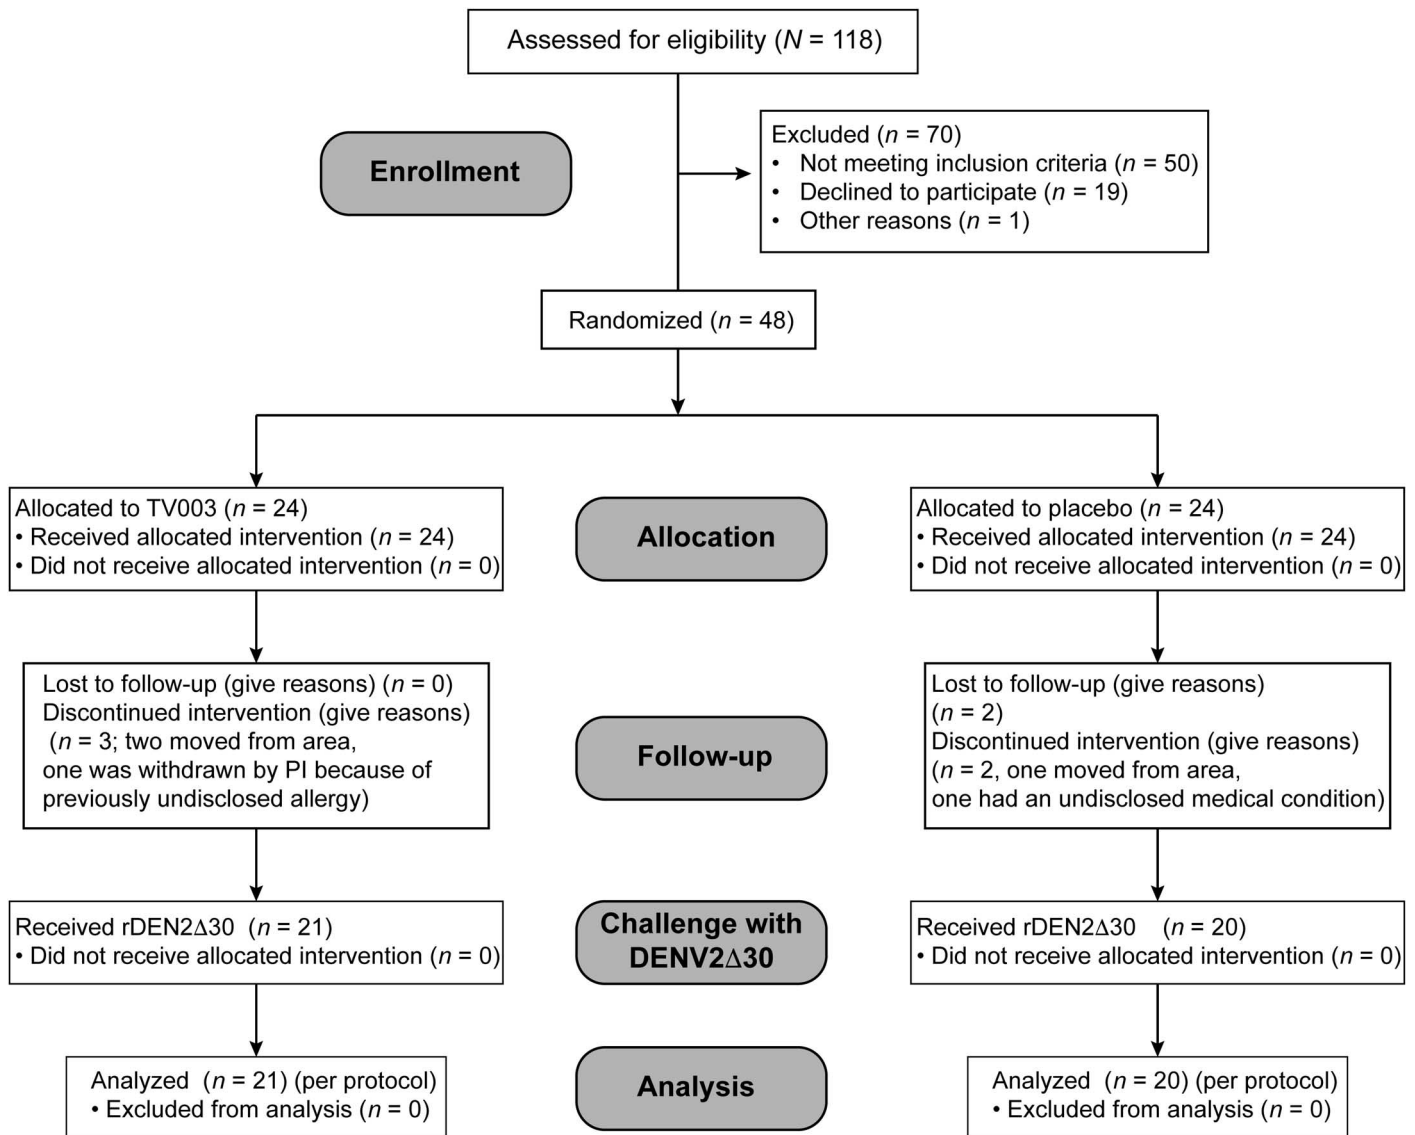 Assessed for eligibility (N = 118)
Enrollment
Excluded (n = 70)
• Not meeting inclusion criteria (n = 50)
• Declined to participate (n = 19)
• Other reasons (n = 1)
Randomized (n = 48)
Allocated to TV003 (n = 24)
• Received allocated intervention (n = 24)
• Did not receive allocated intervention (n = 0)
Allocation
Allocated to placebo (n = 24)
• Received allocated intervention (n = 24)
• Did not receive allocated intervention (n = 0)
Lost to follow-up (give reasons) (n = 0)
Discontinued intervention (give reasons)
(n = 3; two moved from area,
one was withdrawn by PI because of
previously undisclosed allergy)
Follow-up
Lost to follow-up (give reasons)
(n = 2)
Discontinued intervention (give reasons)
(n = 2, one moved from area,
one had an undisclosed medical condition)
Received rDEN2Δ30 (n = 21)
• Did not receive allocated intervention (n = 0)
Challenge with
DENV2Δ30
Received rDEN2Δ30 (n = 20)
• Did not receive allocated intervention (n = 0)
Analyzed (n = 21) (per protocol)
• Excluded from analysis (n = 0)
Analysis
Analyzed (n = 20) (per protocol)
• Excluded from analysis (n = 0)